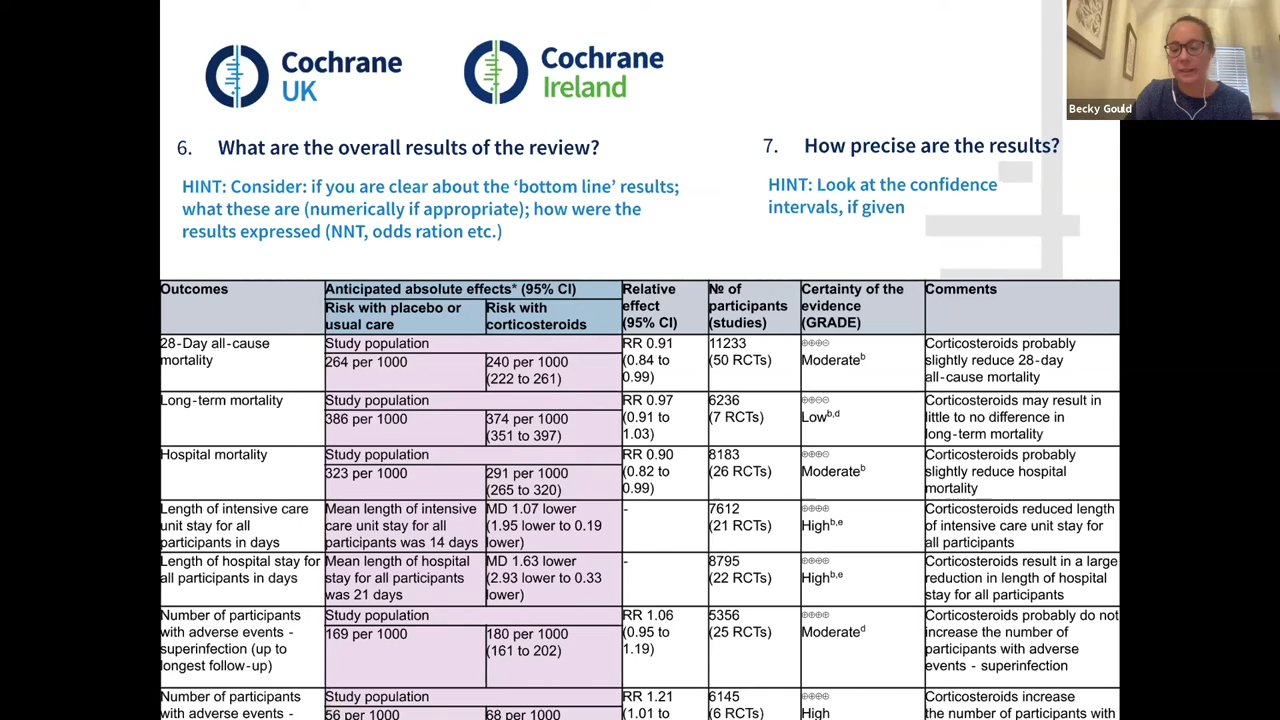 Cochrane
UK
Cochrane
Ireland
Becky Gould
6. What are the overall results of the review?
HINT: Consider: if you are clear about the ‘bottom line’ results;
what these are (numerically if appropriate); how were the
results expressed (NNT, odds ration etc.)
7. How precise are the results?
HINT: Look at the confidence
intervals, if given
Outcomes
Anticipated absolute effects* (95% CI)
Risk with placebo or
usual care
Risk with
corticosteroids
Relative
effect
(95% CI)
№ of
participants
(studies)
Certainty of the
evidence
(GRADE)
Comments
28-Day all-cause
mortality
Study population
264 per 1000
240 per 1000
(222 to 261)
RR 0.91
(0.84 to
0.99)
11233
(50 RCTs)
⊕⊕⊕⊖
Moderateᵇ
Corticosteroids probably
slightly reduce 28-day
all-cause mortality
Long-term mortality
Study population
386 per 1000
374 per 1000
(351 to 397)
RR 0.97
(0.91 to
1.03)
6236
(7 RCTs)
⊕⊕⊖⊖
Lowᵇ,ᵈ
Corticosteroids may result in
little to no difference in
long-term mortality
Hospital mortality
Study population
323 per 1000
291 per 1000
(265 to 320)
RR 0.90
(0.82 to
0.99)
8183
(26 RCTs)
⊕⊕⊕⊖
Moderateᵇ
Corticosteroids probably
slightly reduce hospital
mortality
Length of intensive care
unit stay for all
participants in days
Mean length of intensive
care unit stay for all
participants was 14 days
MD 1.07 lower
(1.95 lower to 0.19
lower)
-
7612
(21 RCTs)
⊕⊕⊕⊕
Highᵇ,ᵉ
Corticosteroids reduced length
of intensive care unit stay for
all participants
Length of hospital stay for
all participants in days
Mean length of hospital
stay for all participants
was 21 days
MD 1.63 lower
(2.93 lower to 0.33
lower)
-
8795
(22 RCTs)
⊕⊕⊕⊕
Highᵇ,ᵉ
Corticosteroids result in a large
reduction in length of hospital
stay for all participants
Number of participants
with adverse events -
superinfection (up to
longest follow-up)
Study population
169 per 1000
180 per 1000
(161 to 202)
RR 1.06
(0.95 to
1.19)
5356
(25 RCTs)
⊕⊕⊕⊖
Moderateᵈ
Corticosteroids probably do not
increase the number of
participants with adverse
events - superinfection
Number of participants
with adverse events -
Study population
56 per 1000
68 per 1000
RR 1.21
(1.01 to
6145
(6 RCTs)
⊕⊕⊕⊕
High
Corticosteroids increase
the number of participants with